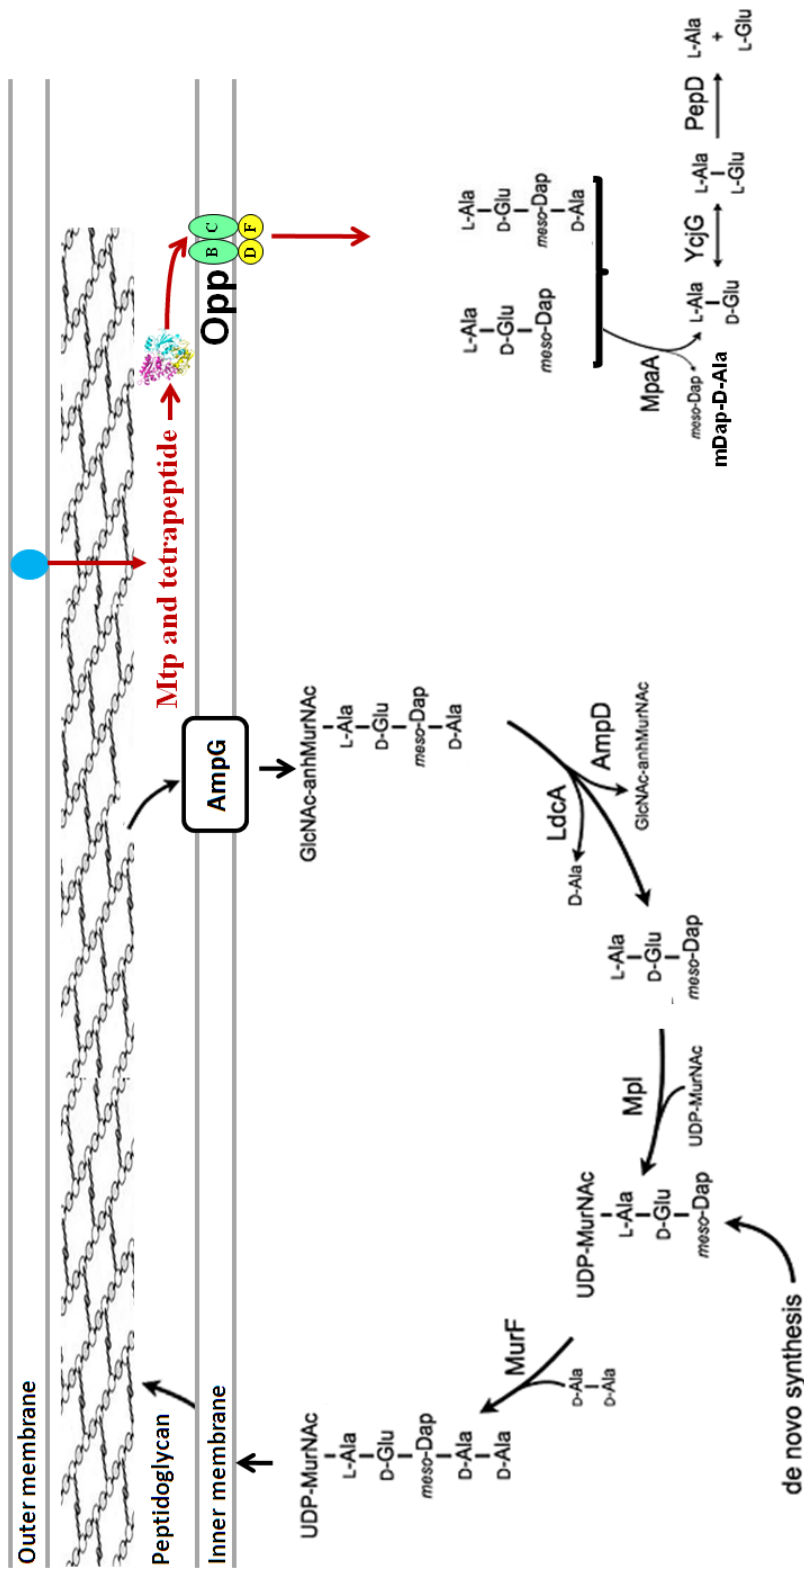 Outer membrane
Peptidoglycan
Inner membrane
Mtp and tetrapeptide
AmpG
Opp
B C
D F
UDP-MurNAc
L-Ala
D-Glu
meso-Dap
D-Ala
D-Ala
MurF
D-Ala
D-Ala
UDP-MurNAc
L-Ala
D-Glu
meso-Dap
de novo synthesis
Mpl
UDP-MurNAc
L-Ala
D-Glu
meso-Dap
GlcNAc-anhMurNAc
L-Ala
D-Glu
meso-Dap
D-Ala
LdcA
D-Ala
AmpD
GlcNAc-anhMurNAc
L-Ala
D-Glu
meso-Dap
L-Ala
D-Glu
meso-Dap
D-Ala
MpaA
meso-Dap
mDap-D-Ala
L-Ala
D-Glu
YcjG
L-Ala
L-Glu
PepD
L-Ala
+
L-Glu